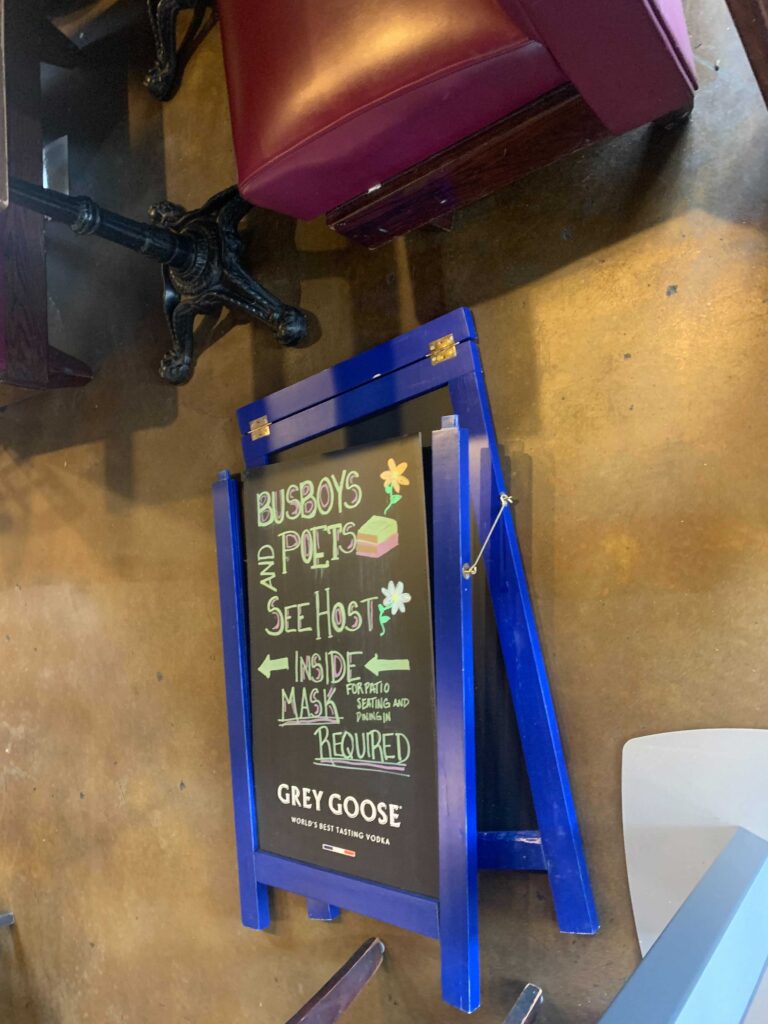 BUSBOYS
AND POETS
SEE HOST
INSIDE
MASK FOR PATIO
SEATING AND
DINING IN
REQUIRED
GREY GOOSE
WORLD'S BEST TASTING VODKA